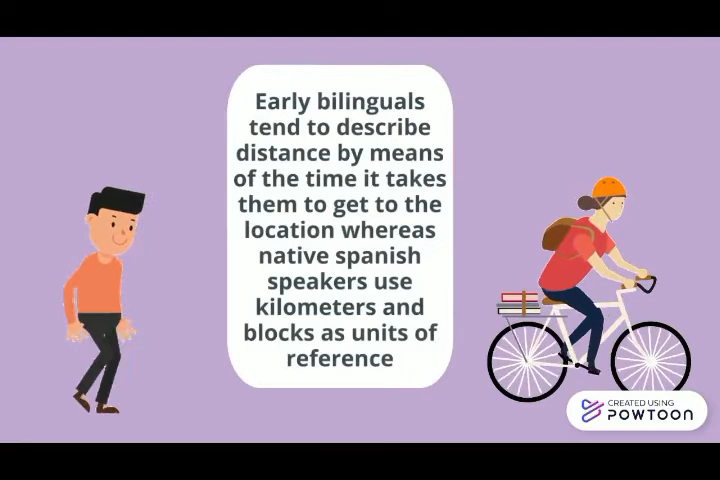 Early bilinguals
tend to describe
distance by means
of the time it takes
them to get to the
location whereas
native spanish
speakers use
kilometers and
blocks as units of
reference
CREATED USING
POWTOON